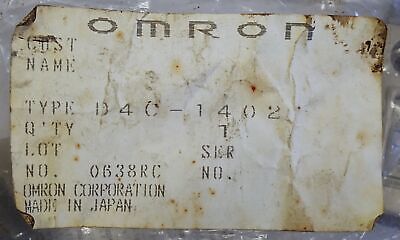 OMRON
CUST
NAME
TYPE D4C-1402
Q'TY 1
LOT SER
NO. 0638RC NO.
OMRON CORPORATION
MADE IN JAPAN